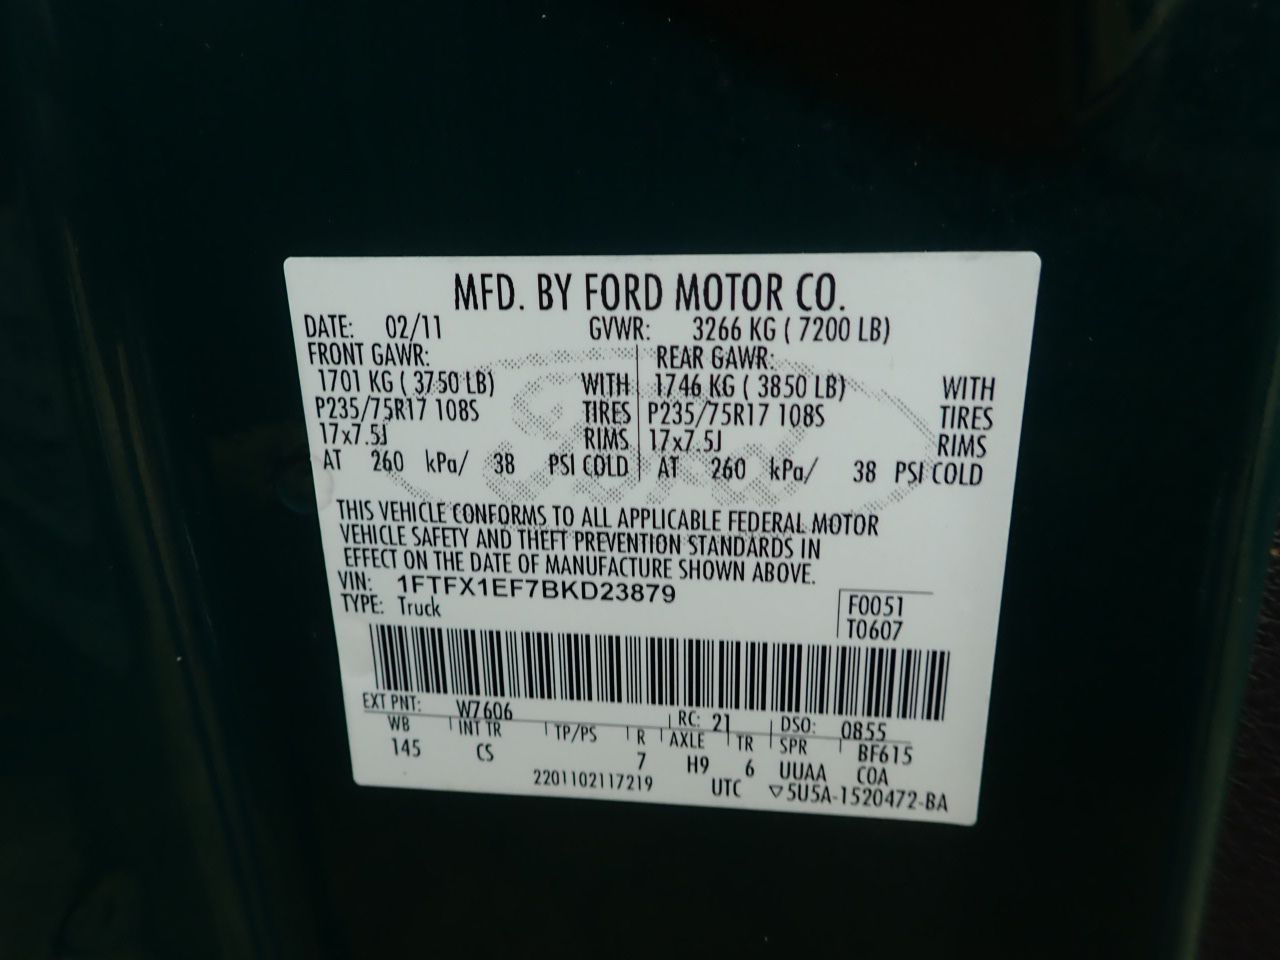 MFD. BY FORD MOTOR CO.
DATE: 02/11 GVWR: 3266 KG ( 7200 LB)
FRONT GAWR: REAR GAWR:
1701 KG ( 3750 LB) WITH 1746 KG ( 3850 LB) WITH
P235/75R17 108S TIRES P235/75R17 108S TIRES
17x7.5J RIMS 17x7.5J RIMS
AT 260 kPa/ 38 PSI COLD AT 260 kPa/ 38 PSI COLD
Ford
THIS VEHICLE CONFORMS TO ALL APPLICABLE FEDERAL MOTOR
VEHICLE SAFETY AND THEFT PREVENTION STANDARDS IN
EFFECT ON THE DATE OF MANUFACTURE SHOWN ABOVE.
VIN: 1FTFX1EF7BKD23879
TYPE: Truck
F0051
T0607
EXT PNT: W7606 RC: 21 DSO: 0855
WB INT TR TP/PS R AXLE TR SPR BF615
145 CS 7 H9 6 UUAA COA
2201102117219 UTC ▽5U5A-1520472-BA